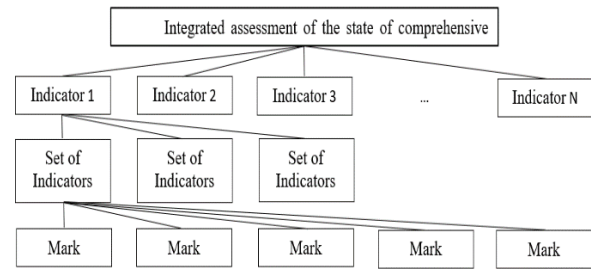 Integrated assessment of the state of comprehensive
Indicator 1 Indicator 2 Indicator 3 ... Indicator N
Set of Set of Set of
Indicators Indicators Indicators
Mark Mark Mark Mark Mark